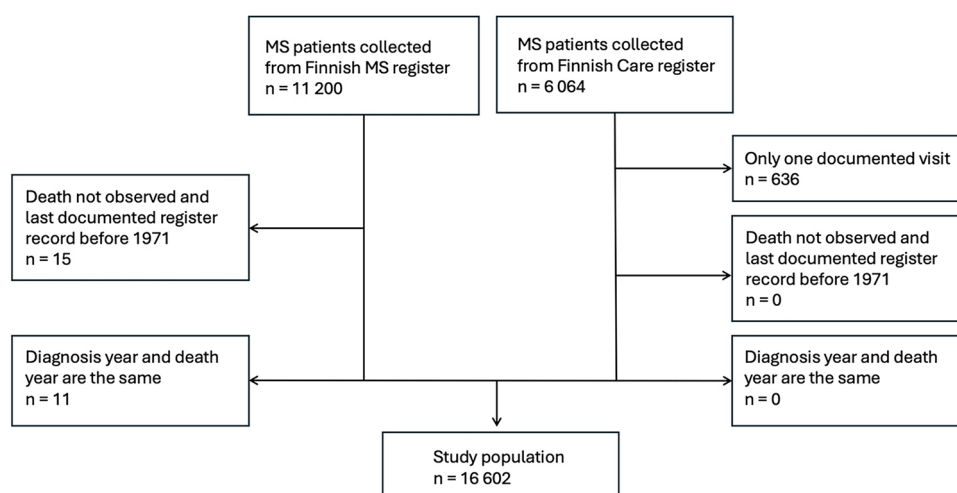 MS patients collected
from Finnish MS register
n = 11 200
MS patients collected
from Finnish Care register
n = 6 064
Only one documented visit
n = 636
Death not observed and
last documented register
record before 1971
n = 15
Death not observed and
last documented register
record before 1971
n = 0
Diagnosis year and death
year are the same
n = 11
Diagnosis year and death
year are the same
n = 0
Study population
n = 16 602